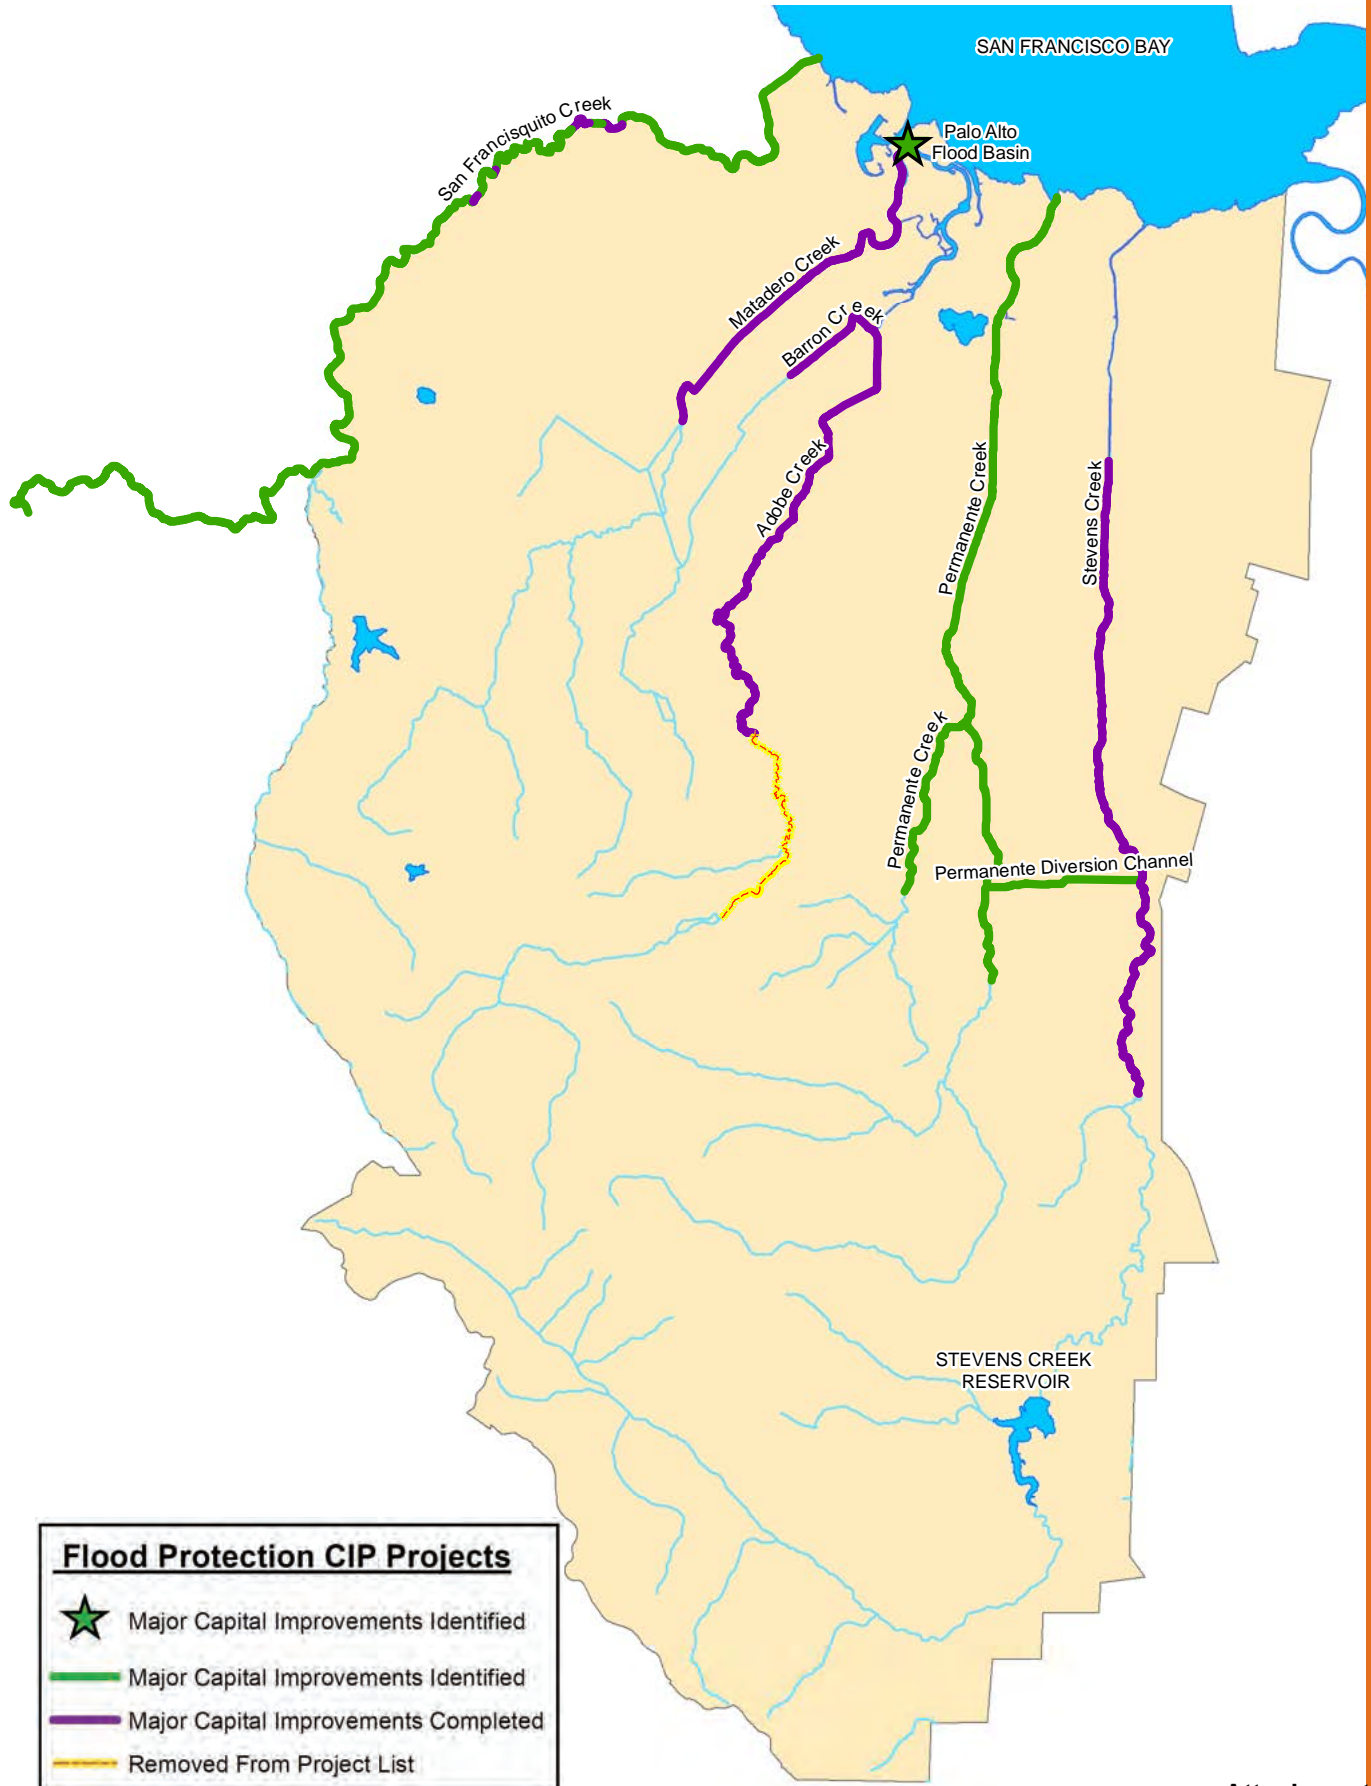 SAN FRANCISCO BAY
San Francisquito Creek
Palo Alto
Flood Basin
Matadero Creek
Barron Creek
Adobe Creek
Permanente Creek
Stevens Creek
Permanente Creek
Permanente Diversion Channel
STEVENS CREEK
RESERVOIR
Flood Protection CIP Projects
Major Capital Improvements Identified
Major Capital Improvements Identified
Major Capital Improvements Completed
Removed From Project List